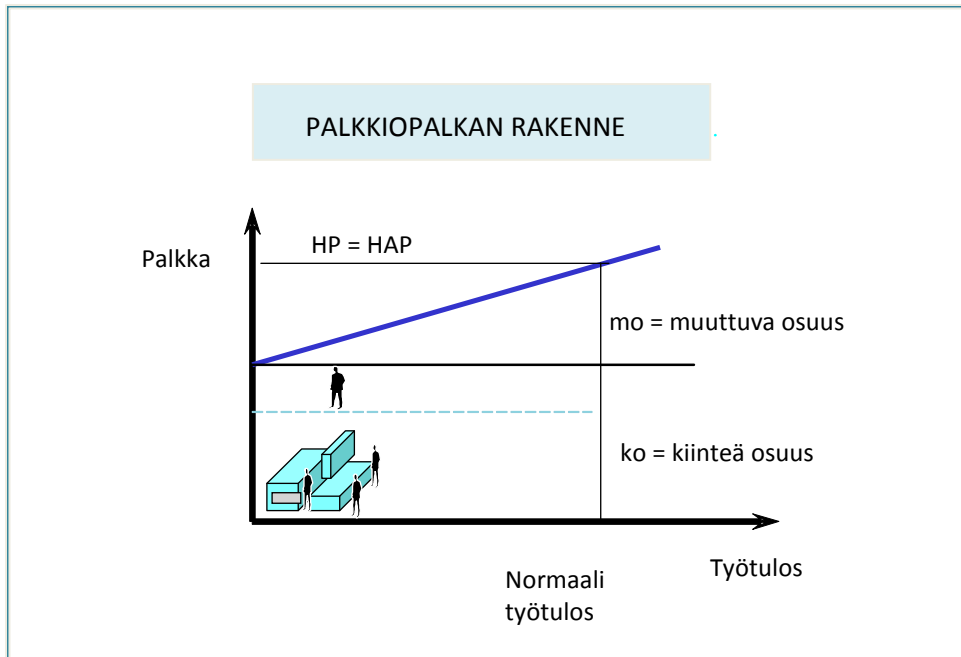 PALKKIOPALKAN RAKENNE
HP = HAP
Palkka
mo = muuttuva osuus
ko = kiinteä osuus
Työtulos
Normaali
työtulos